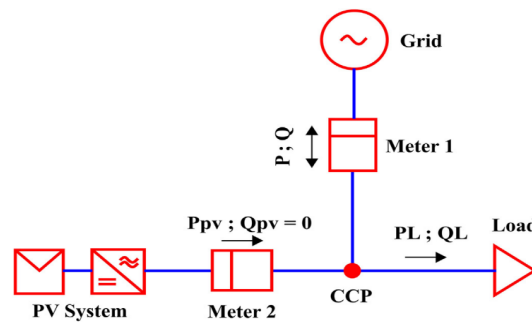 Grid
P ; Q
Meter 1
Ppv ; Qpv = 0
PL ; QL
Load
PV System
Meter 2
CCP